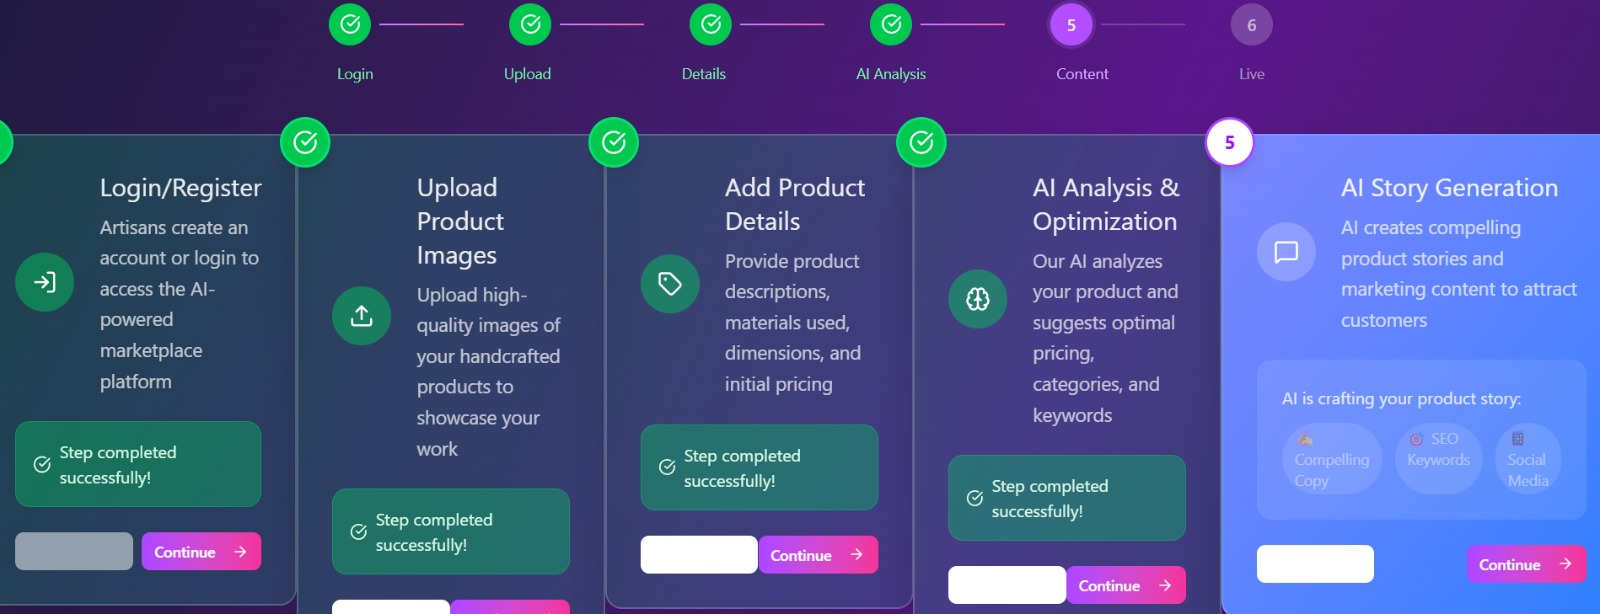 5
6
Login
Upload
Details
AI Analysis
Content
Live
Login/Register
Artisans create an
account or login to
access the AI-
powered
marketplace
platform
Step completed
successfully!
Continue
Upload
Product
Images
Upload high-
quality images of
your handcrafted
products to
showcase your
work
Step completed
successfully!
Add Product
Details
Provide product
descriptions,
materials used,
dimensions, and
initial pricing
Step completed
successfully!
Continue
AI Analysis &
Optimization
Our AI analyzes
your product and
suggests optimal
pricing,
categories, and
keywords
Step completed
successfully!
Continue
5
AI Story Generation
AI creates compelling
product stories and
marketing content to attract
customers
AI is crafting your product story:
Compelling
Copy
SEO
Keywords
Social
Media
Continue